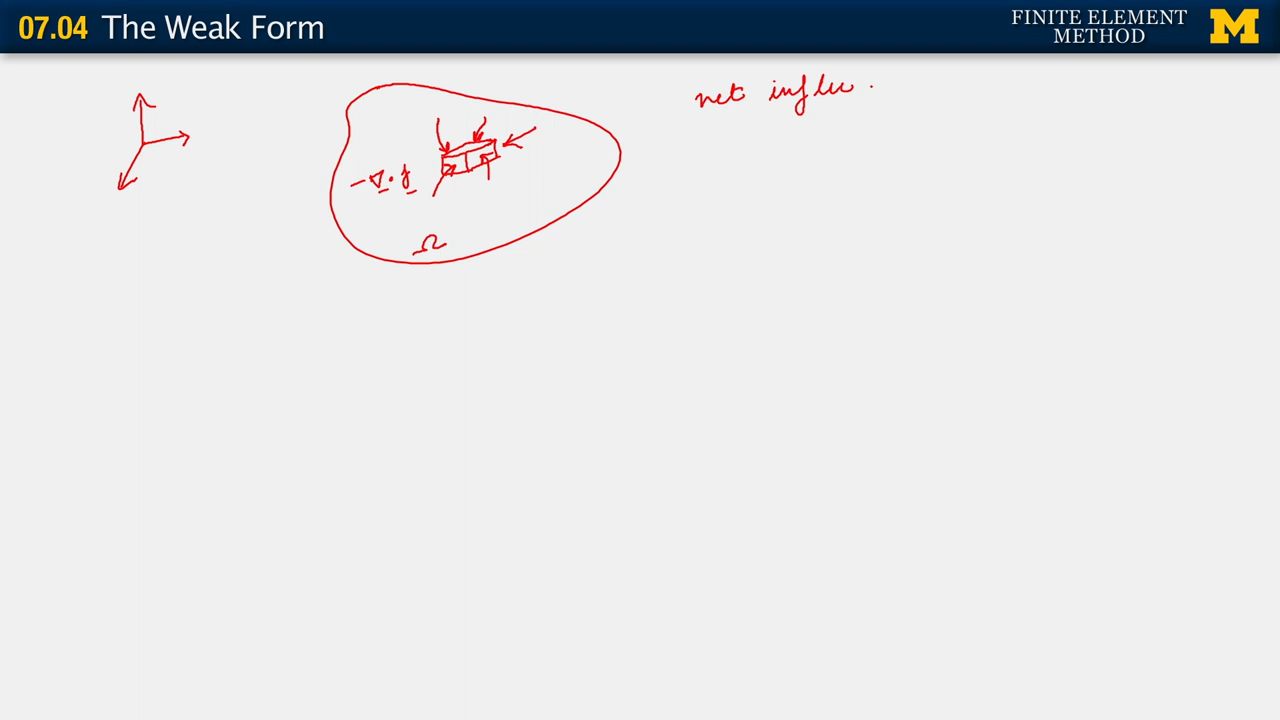 07.04 The Weak Form
FINITE ELEMENT
METHOD
M
net influ
-∇·j
Ω